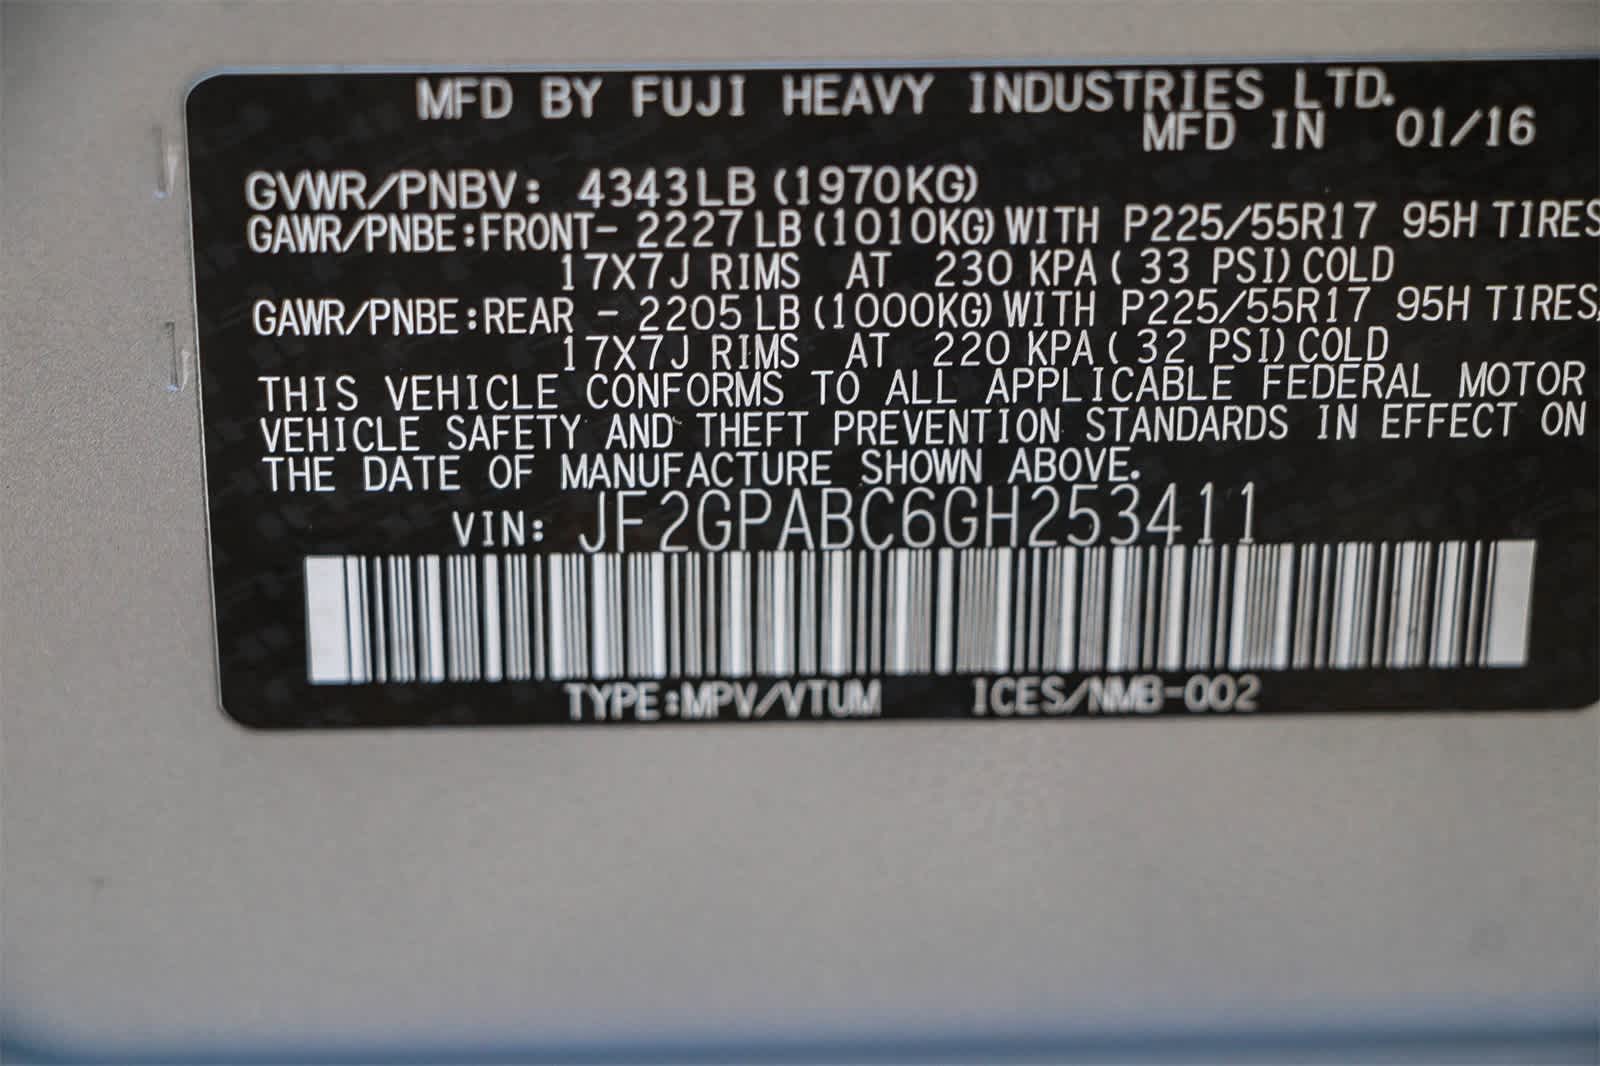 MFD BY FUJI HEAVY INDUSTRIES LTD.
MFD IN 01/16
GVWR/PNBV: 4343LB (1970KG)
GAWR/PNBE:FRONT- 2227 LB (1010KG) WITH P225/55R17 95H TIRES
17X7J RIMS AT 230 KPA ( 33 PSI) COLD
GAWR/PNBE:REAR - 2205 LB (1000KG) WITH P225/55R17 95H TIRES,
17X7J RIMS AT 220 KPA ( 32 PSI) COLD
THIS VEHICLE CONFORMS TO ALL APPLICABLE FEDERAL MOTOR
VEHICLE SAFETY AND THEFT PREVENTION STANDARDS IN EFFECT ON
THE DATE OF MANUFACTURE SHOWN ABOVE.
VIN: JF2GPABC6GH253411
TYPE:MPV/VTUM ICES/NMB-002